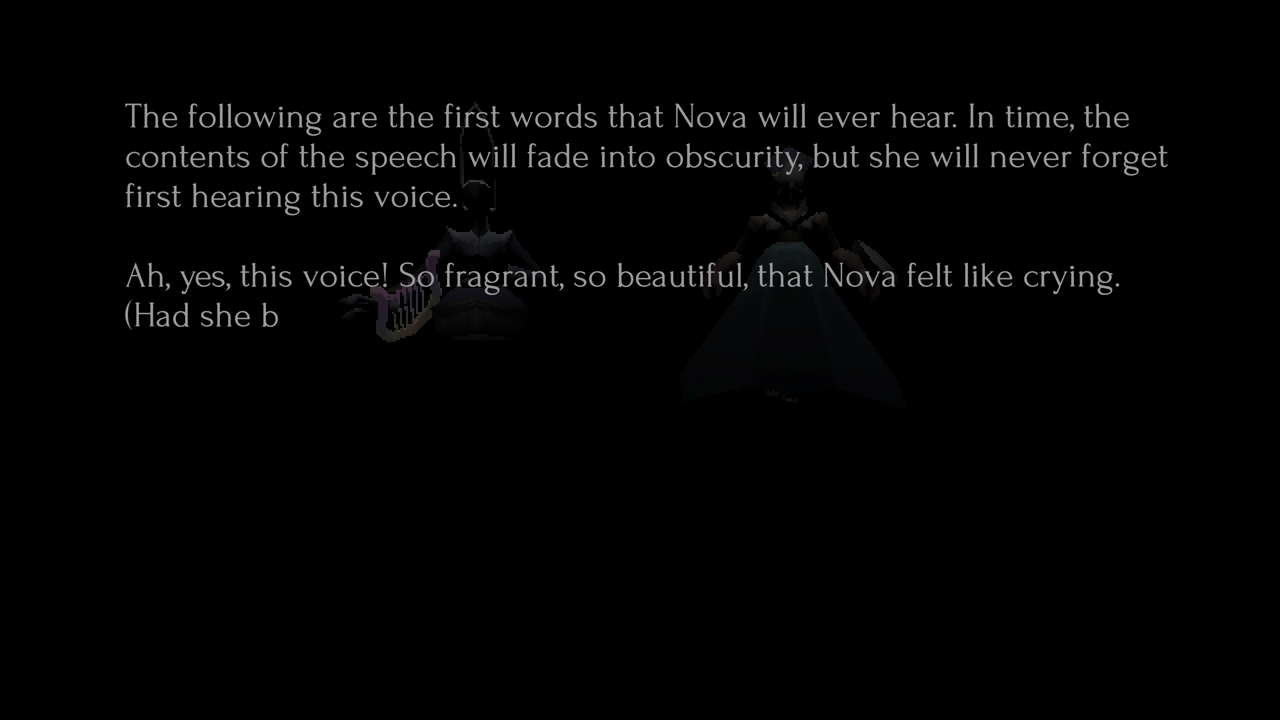 The following are the first words that Nova will ever hear. In time, the
contents of the speech will fade into obscurity, but she will never forget
first hearing this voice.
Ah, yes, this voice! So fragrant, so beautiful, that Nova felt like crying.
(Had she b